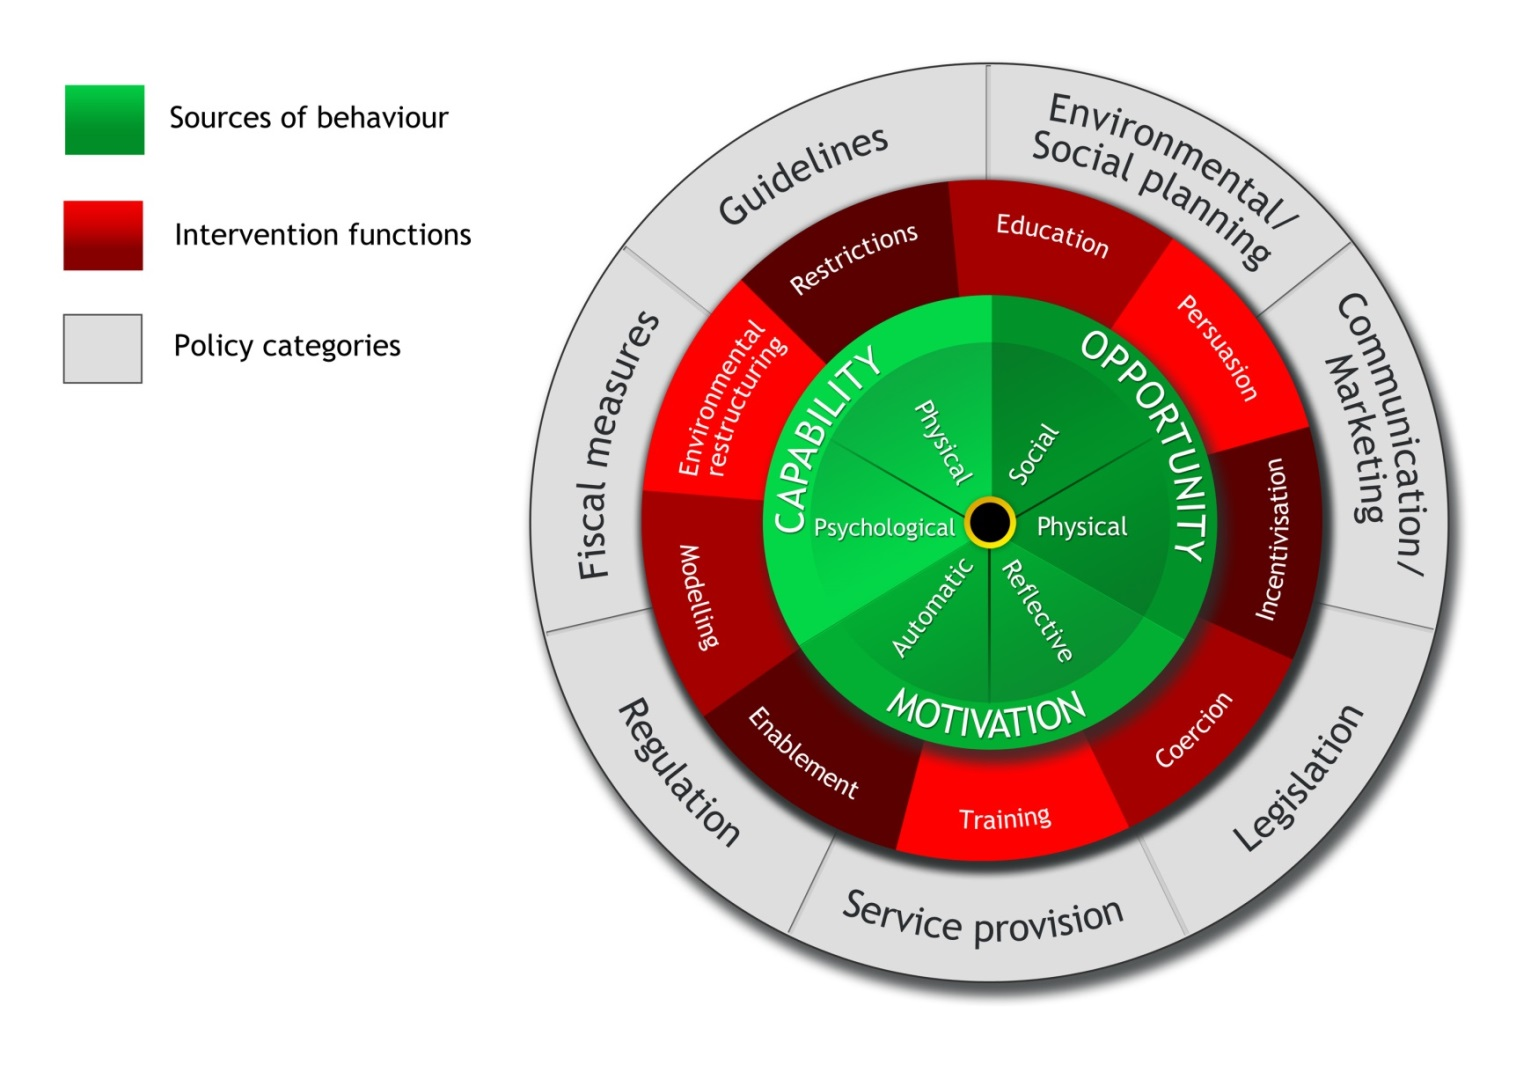 Sources of behaviour
Intervention functions
Policy categories
Guidelines
Environmental/
Social planning
Communication/
Marketing
Legislation
Service provision
Regulation
Fiscal measures
Restrictions
Education
Persuasion
Incentivisation
Coercion
Training
Enablement
Modelling
Environmental
restructuring
CAPABILITY
OPPORTUNITY
MOTIVATION
Physical
Social
Physical
Reflective
Automatic
Psychological